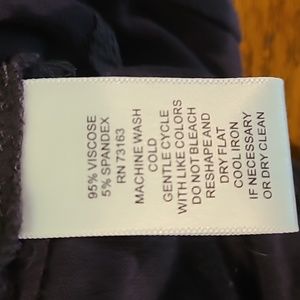 95% VISCOSE
5% SPANDEX
RN 73163
MACHINE WASH
COLD
GENTLE CYCLE
WITH LIKE COLORS
DO NOT BLEACH
RESHAPE AND
DRY FLAT
COOL IRON
IF NECESSARY
OR DRY CLEAN